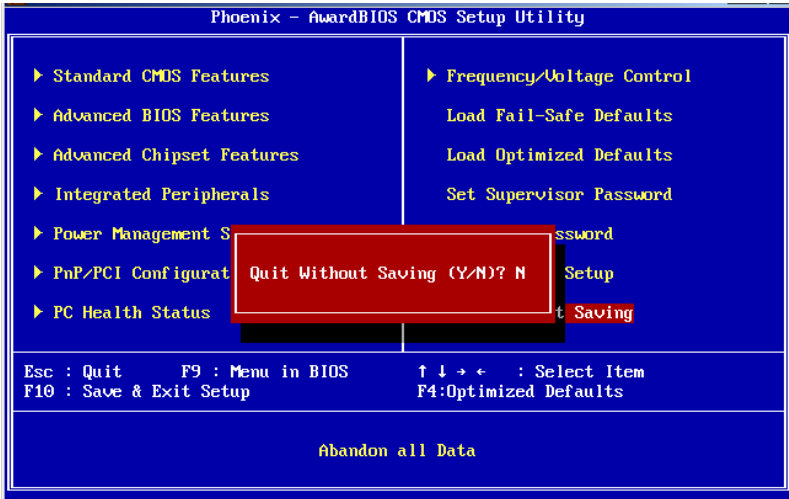 Phoenix - AwardBIOS CMOS Setup Utility
Standard CMOS Features
Advanced BIOS Features
Advanced Chipset Features
Integrated Peripherals
Power Management S
PnP/PCI Configurat
PC Health Status
Frequency/Voltage Control
Load Fail-Safe Defaults
Load Optimized Defaults
Set Supervisor Password
ssword
Setup
t Saving
Quit Without Saving (Y/N)? N
Esc : Quit F9 : Menu in BIOS ↑ ↓ → ← : Select Item
F10 : Save & Exit Setup F4:Optimized Defaults
Abandon all Data